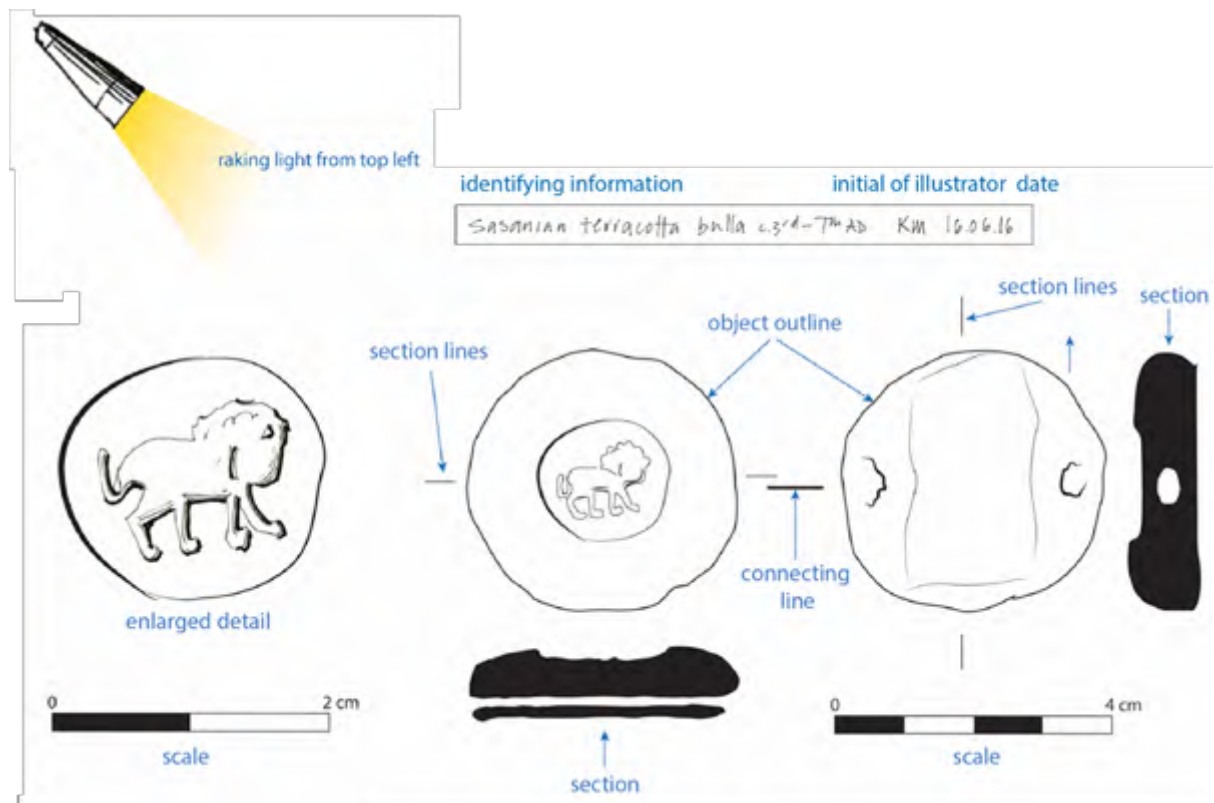 raking light from top left
identifying information
initial of illustrator date
Sasanian terracotta bulla c.3rd-7th AD KM 16.06.16
section lines
object outline
section lines
section
connecting line
enlarged detail
0 2 cm
scale
section
0 4 cm
scale